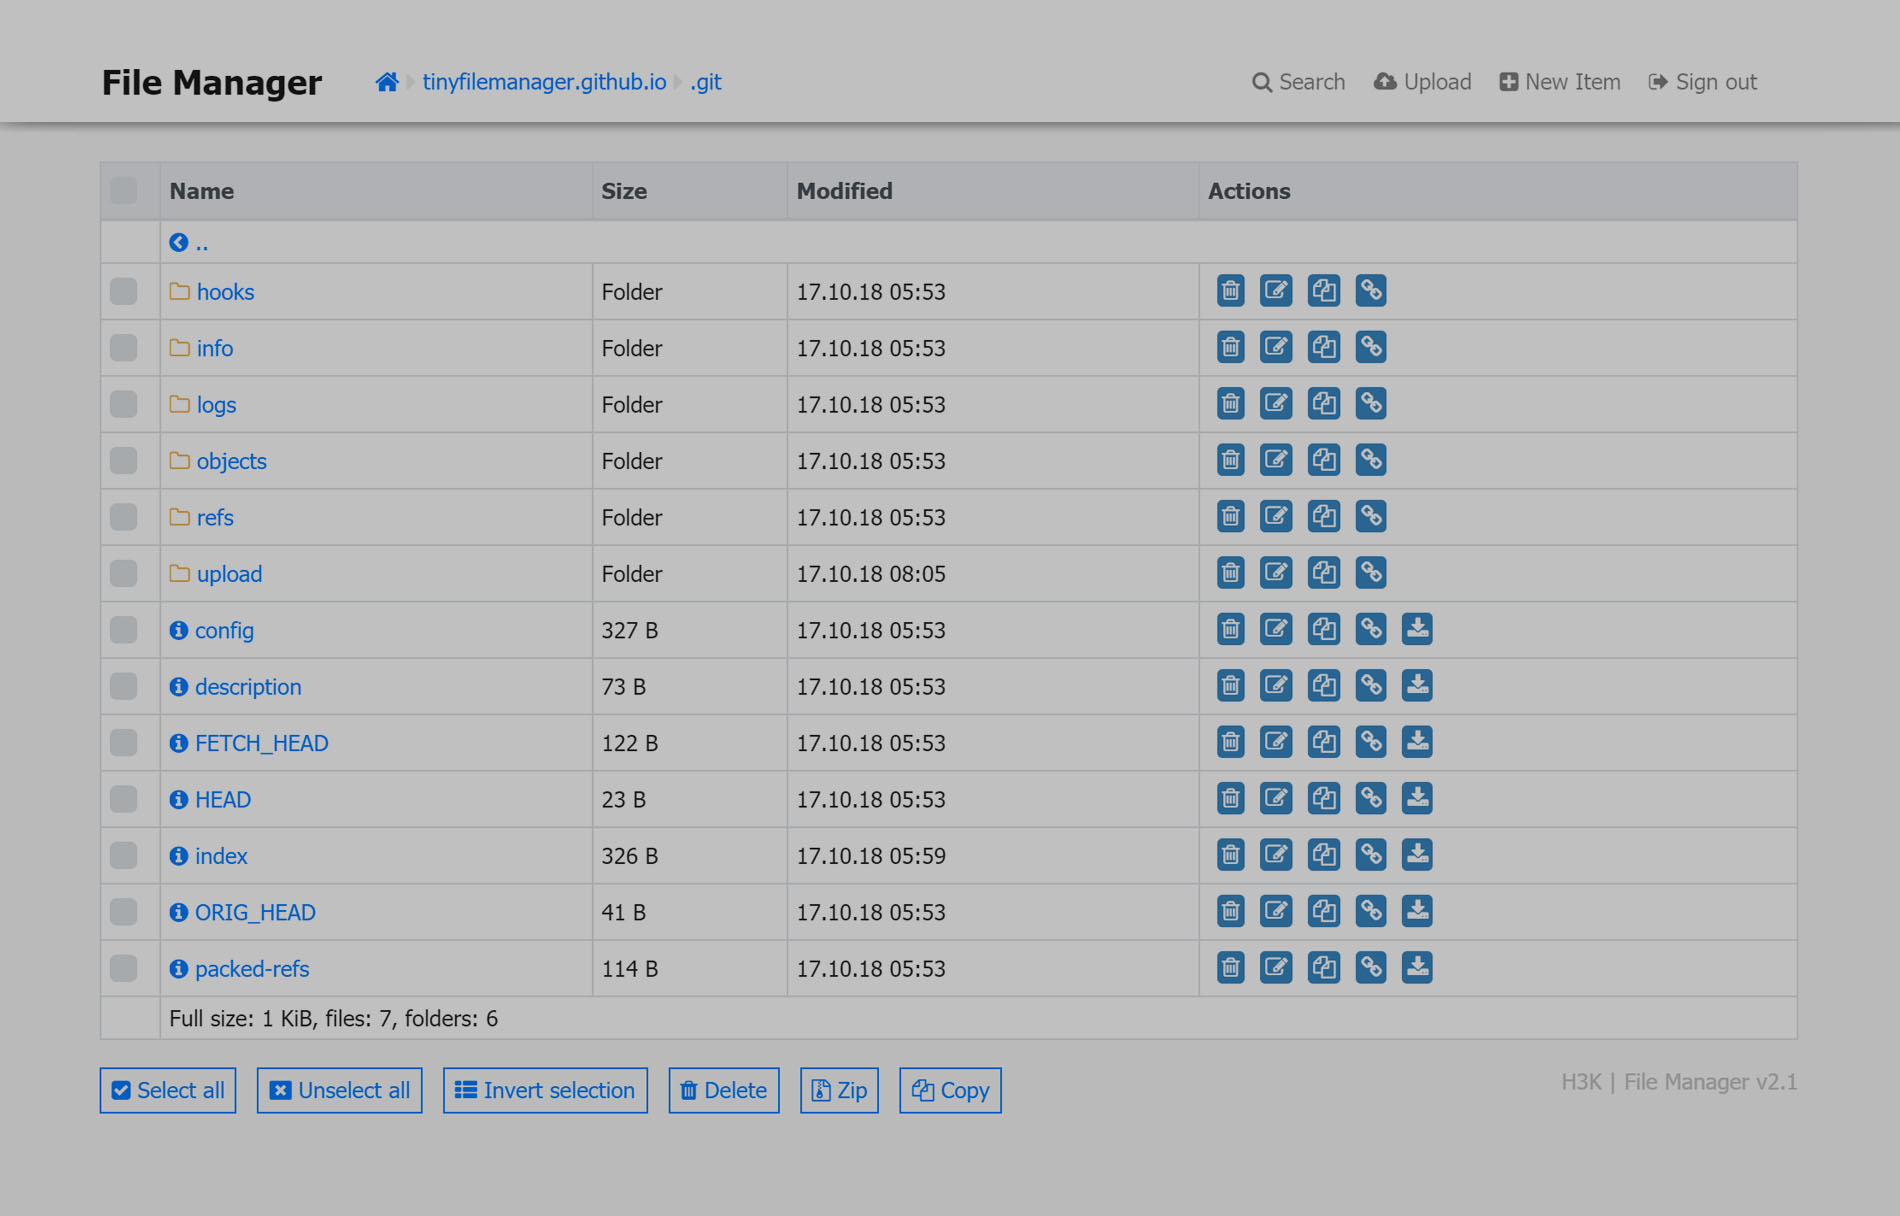 File Manager tinyfilemanager.github.io .git Search Upload New Item Sign out
Name Size Modified Actions
..
hooks Folder 17.10.18 05:53
info Folder 17.10.18 05:53
logs Folder 17.10.18 05:53
objects Folder 17.10.18 05:53
refs Folder 17.10.18 05:53
upload Folder 17.10.18 08:05
config 327 B 17.10.18 05:53
description 73 B 17.10.18 05:53
FETCH_HEAD 122 B 17.10.18 05:53
HEAD 23 B 17.10.18 05:53
index 326 B 17.10.18 05:59
ORIG_HEAD 41 B 17.10.18 05:53
packed-refs 114 B 17.10.18 05:53
Full size: 1 KiB, files: 7, folders: 6
Select all Unselect all Invert selection Delete Zip Copy H3K | File Manager v2.1